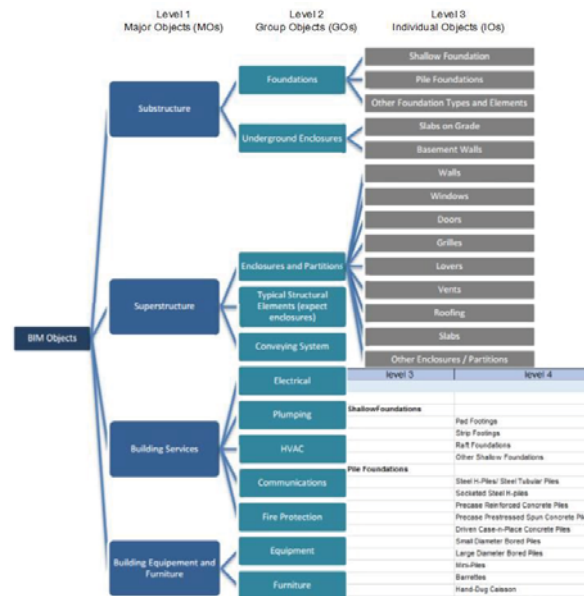 Level 1
Major Objects (MOs)
Level 2
Group Objects (GOs)
Level 3
Individual Objects (IOs)
BIM Objects
Substructure
Superstructure
Building Services
Building Equipement and
Furniture
Foundations
Underground Enclosures
Enclosures and Partitions
Typical Structural
Elements (expect
enclosures)
Conveying System
Electrical
Plumping
HVAC
Communications
Fire Protection
Equipment
Furniture
Shallow Foundation
Pile Foundations
Other Foundation Types and Elements
Slabs on Grade
Basement Walls
Walls
Windows
Doors
Grilles
Lovers
Vents
Roofing
Slabs
Other Enclosures / Partitions
level 3
level 4
ShallowFoundations
Pad Footings
Strip Footings
Raft Foundations
Other Shallow Foundations
Pile Foundations
Steel H-Piles/ Steel Tubular Piles
Socketed Steel H-piles
Precase Reinforced Concrete Piles
Precase Prestressed Spun Concrete Pil
Driven Case-n-Place Concrete Piles
Small Diameter Bored Piles
Large Diameter Bored Piles
Mini-Piles
Barrettes
Hand-Dug Caisson